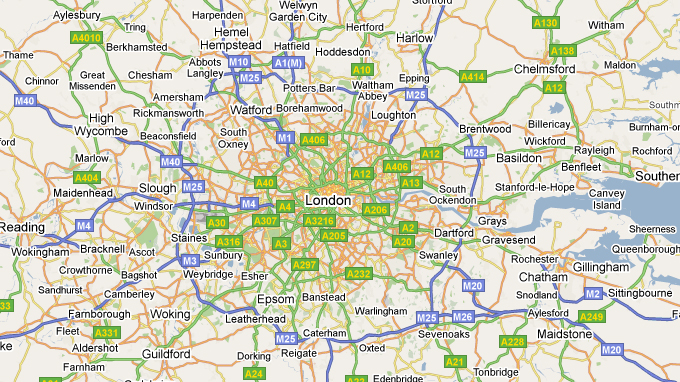 Aylesbury
Tring
Harpenden
Welwyn
Garden City
Hertford
Stortford
A130
Witham
A4010
Berkhamsted
Hemel
Hempstead
Hatfield
Hoddesdon
Harlow
A138
Thame
Abbots
Langley
M10
A1(M)
A10
Chelmsford
Maldon
Chinnor
Great
Missenden
Chesham
M25
Potters Bar
Waltham
Abbey
Epping
A414
A12
M40
Amersham
Watford
Borehamwood
M25
Rickmansworth
Loughton
High
Wycombe
Beaconsfield
South
Oxney
M1
A406
Brentwood
Billericay
Burnham-on
Wickford
Rayleigh
Rochford
Marlow
M40
A12
A406
A12
M25
Basildon
Benfleet
A404
Slough
M25
A40
A13
South
Ockendon
Stanford-le-Hope
Southen
Maidenhead
Windsor
M4
A4
London
A206
Canvey
Island
Reading
M4
A30
A307
A3216
A2
Grays
Sheerness
Staines
A316
A3
A205
A20
Dartford
Gravesend
Queenborough
Wokingham
Bracknell
Ascot
M3
Sunbury
Swanley
Rochester
Gillingham
Crowthorne
Bagshot
Weybridge
Esher
A297
A232
Chatham
Sandhurst
Camberley
Epsom
Banstead
M20
Snodland
M2
Sittingbourne
33
Farnborough
Woking
Leatherhead
Warlingham
M25
M26
Aylesford
A249
Fleet
A331
M25
Caterham
Sevenoaks
A228
Maidstone
Aldershot
Guildford
Dorking
Reigate
Oxted
A21
M20
Farnham
A24
A22
Edenbridge
Tonbridge